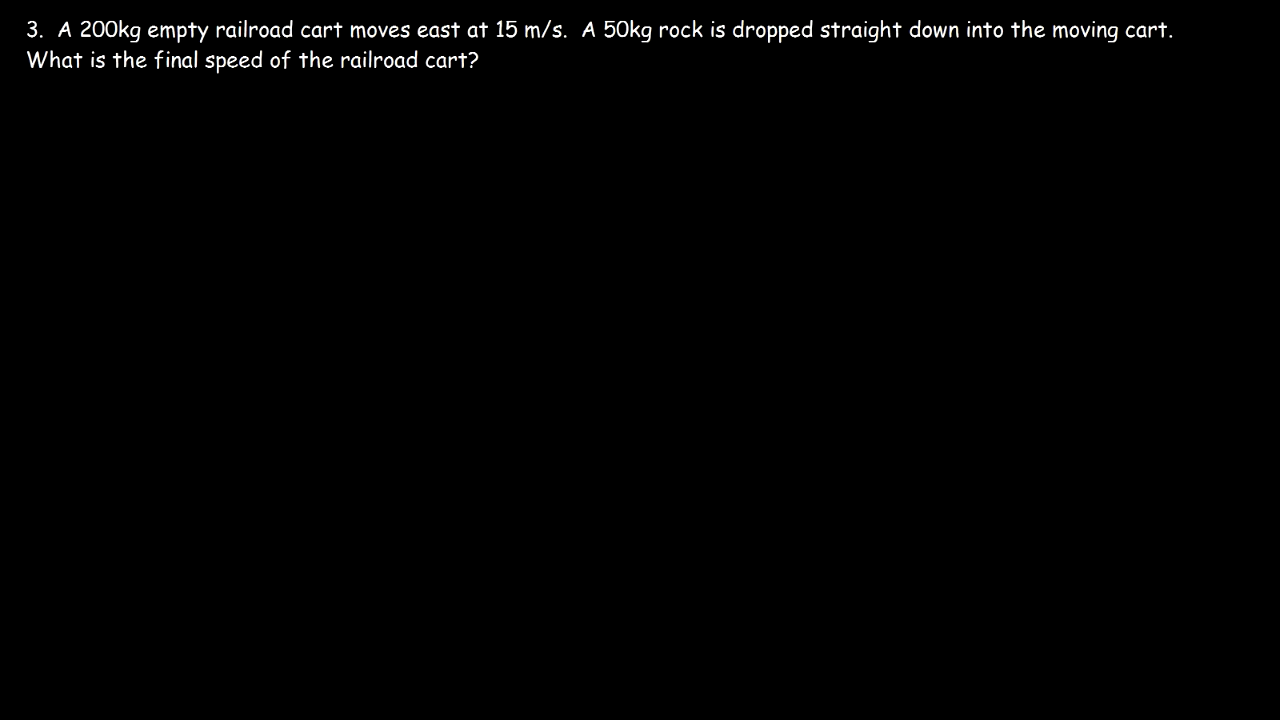 3.  A 200kg empty railroad cart moves east at 15 m/s.  A 50kg rock is dropped straight down into the moving cart.
What is the final speed of the railroad cart?